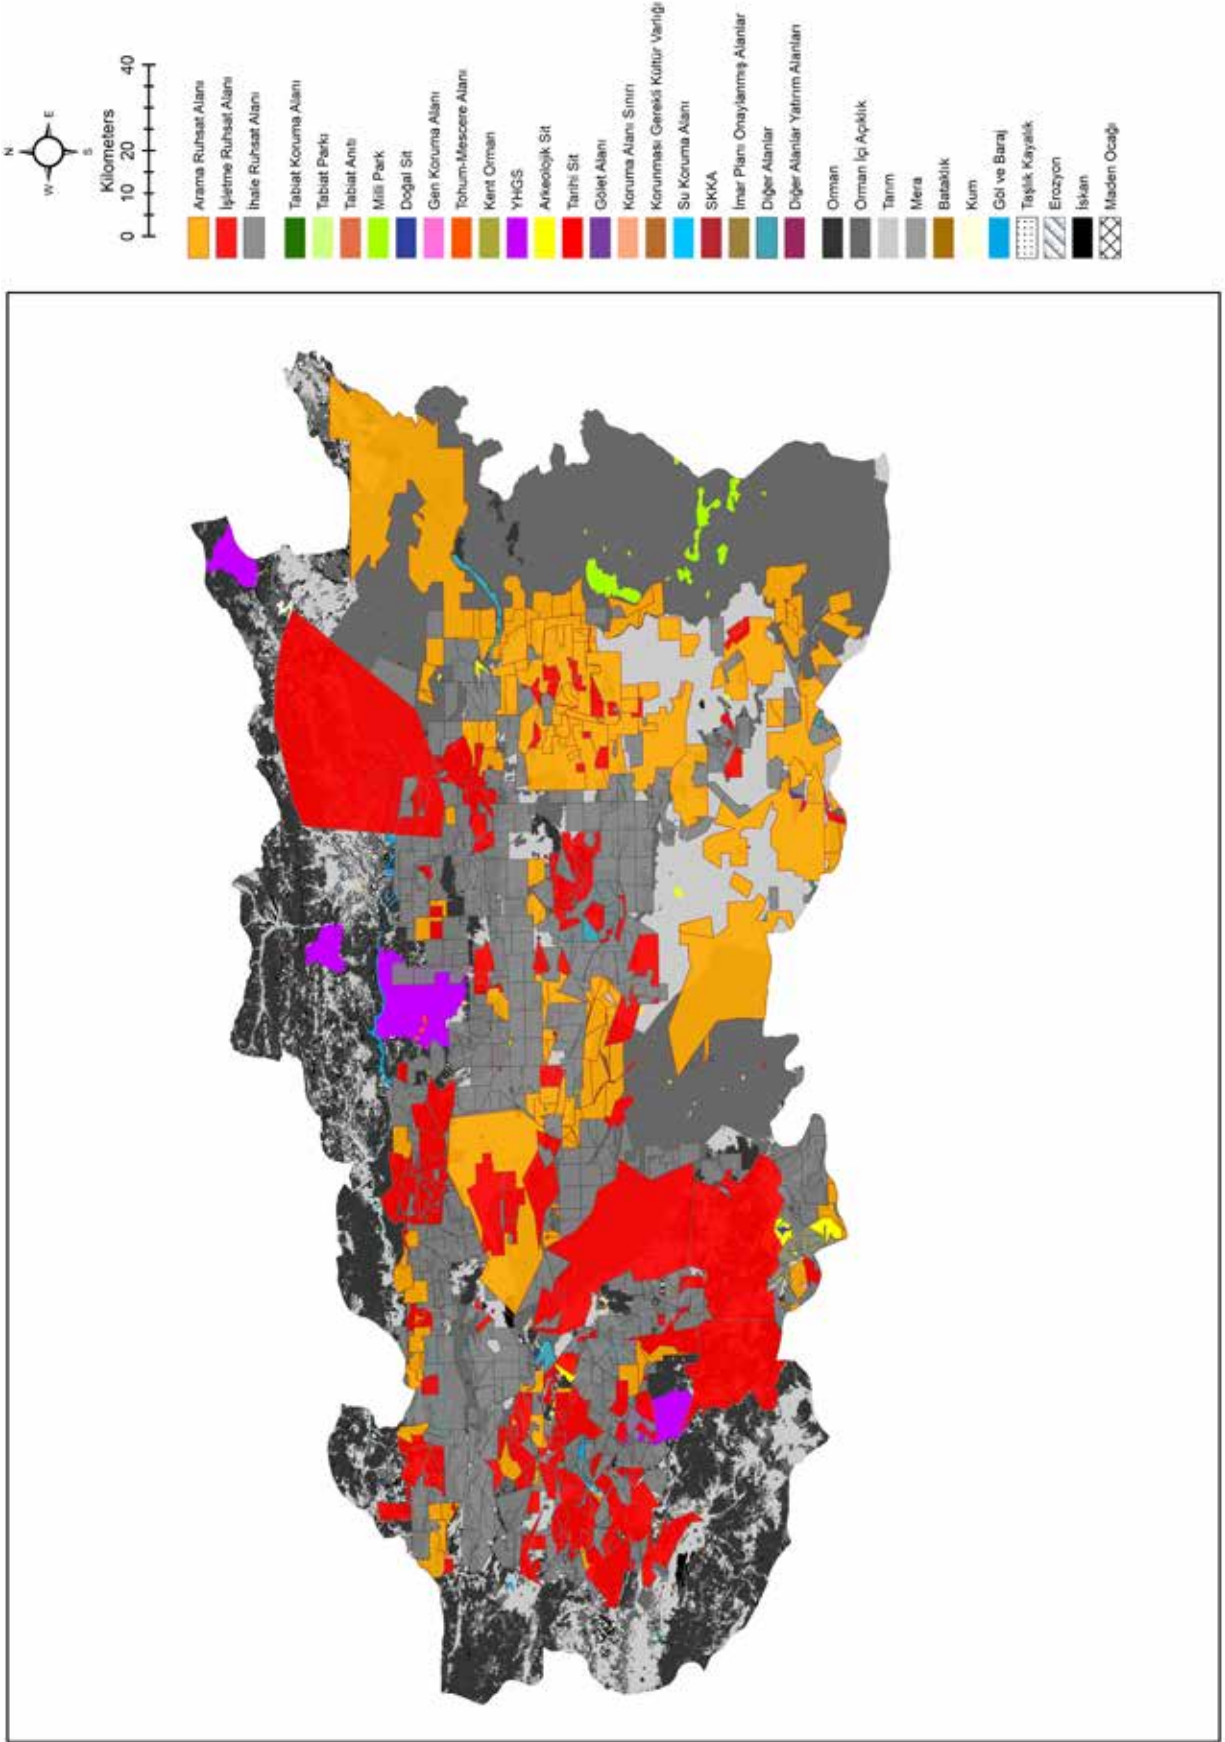 N
W
E
S
Kilometers
0 10 20 40
Arama Ruhsat Alanı
İşletme Ruhsat Alanı
İhale Ruhsat Alanı
Tabiat Koruma Alanı
Tabiat Parkı
Tabiat Anıtı
Milli Park
Doğal Sit
Gen Koruma Alanı
Tohum-Mescere Alanı
Kent Orman
YHGS
Arkeolojik Sit
Tarihi Sit
Gölet Alanı
Koruma Alanı Sınırı
Korunması Gerekli Kültür Varlığı
Su Koruma Alanı
SKKA
İmar Planı Onaylanmış Alanlar
Diğer Alanlar
Diğer Alanlar Yatırım Alanları
Orman
Orman İçi Açıklık
Tarım
Mera
Bataklık
Kum
Göl ve Baraj
Taşlık Kayalık
Erozyon
İskan
Maden Ocağı